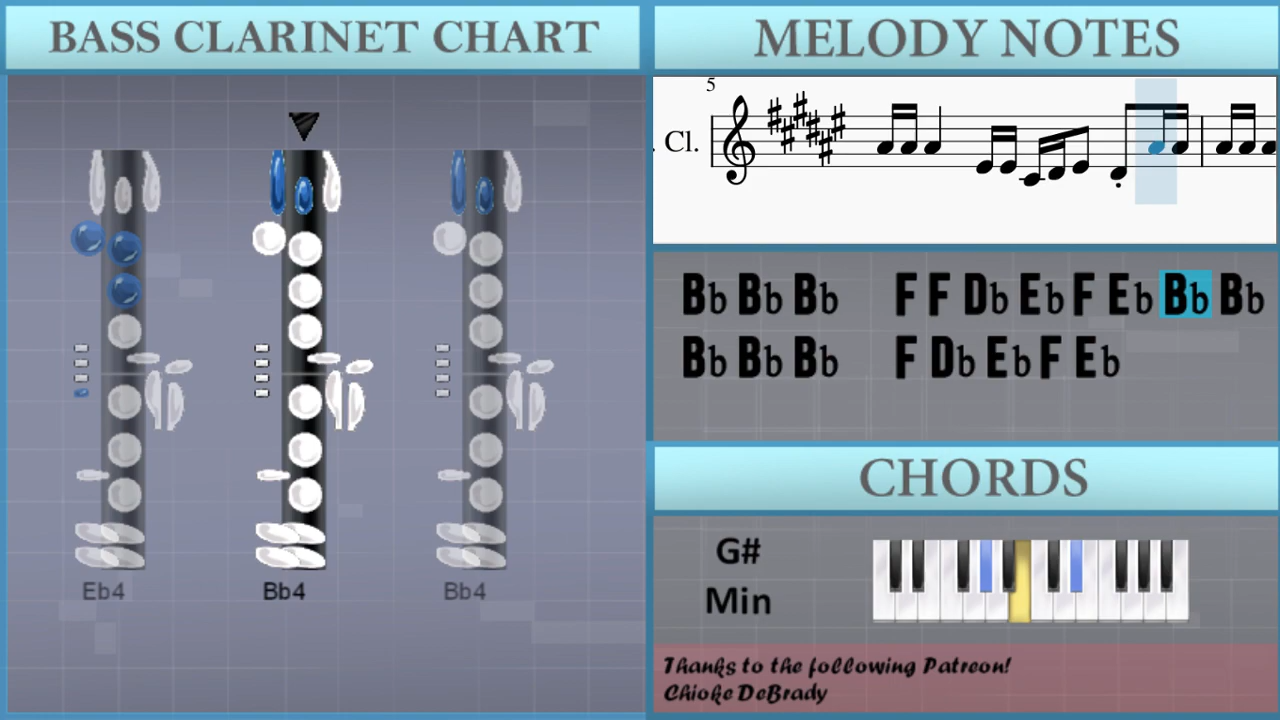 BASS CLARINET CHART
Eb4
Bb4
Bb4
MELODY NOTES
5
. Cl.
Bb Bb Bb F F Db Eb F Eb Bb Bb
Bb Bb Bb F Db Eb F Eb
CHORDS
G#
Min
Thanks to the following Patreon!
Chioke DeBrady